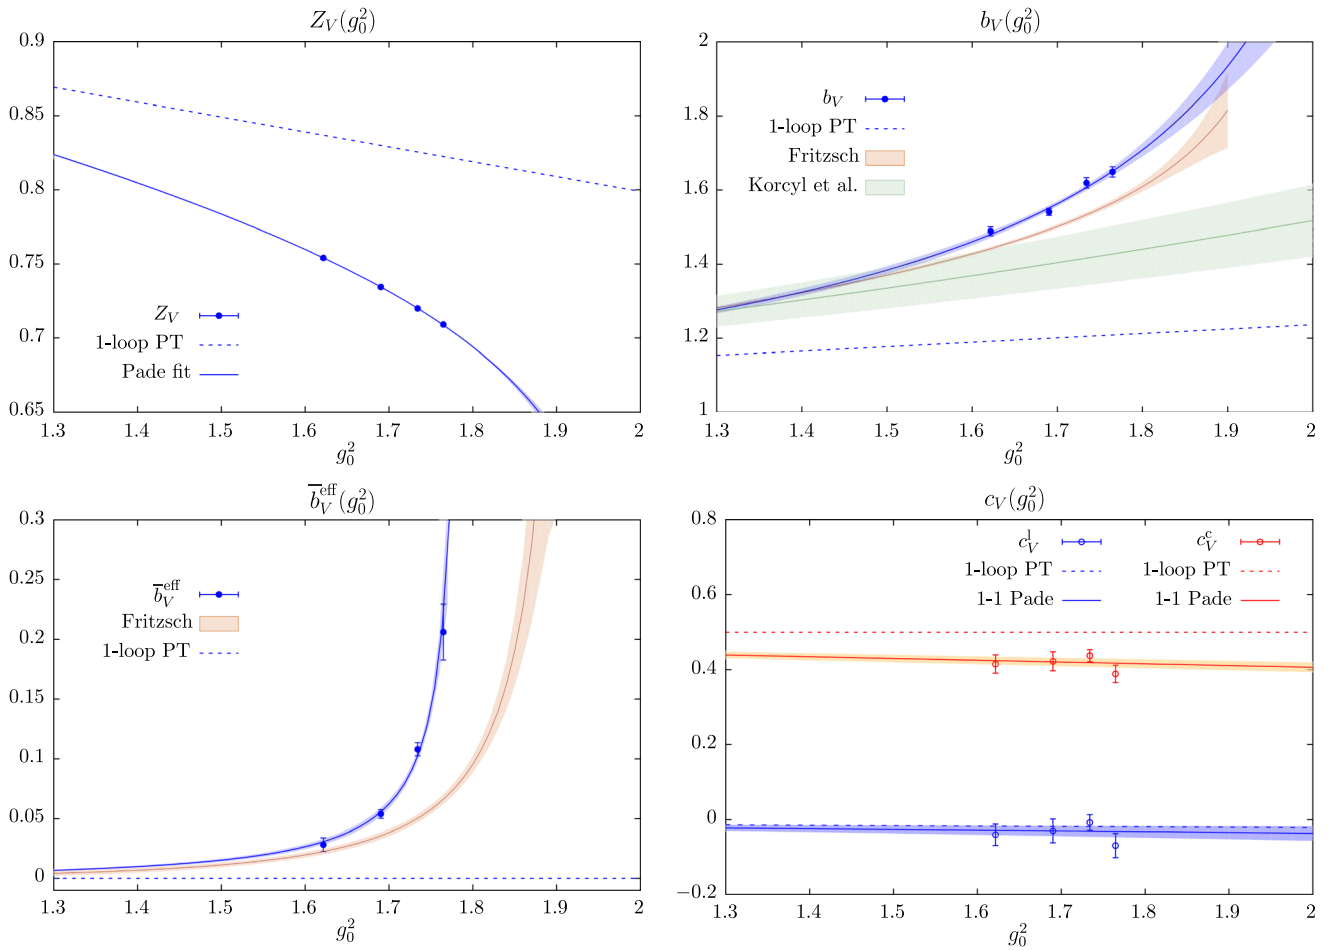 Z_V(g_0^2)
0.9
0.85
0.8
0.75
0.7
0.65
Z_V
1-loop PT
Pade fit
1.3 1.4 1.5 1.6 1.7 1.8 1.9 2
g_0^2
b_V(g_0^2)
2
1.8
1.6
1.4
1.2
1
b_V
1-loop PT
Fritzsch
Korcyl et al.
1.3 1.4 1.5 1.6 1.7 1.8 1.9 2
g_0^2
b̅_V^eff(g_0^2)
0.3
0.25
0.2
0.15
0.1
0.05
0
b̅_V^eff
Fritzsch
1-loop PT
1.3 1.4 1.5 1.6 1.7 1.8 1.9 2
g_0^2
c_V(g_0^2)
0.8
0.6
0.4
0.2
0
−0.2
c_V^l
1-loop PT
1-1 Pade
c_V^c
1-loop PT
1-1 Pade
1.3 1.4 1.5 1.6 1.7 1.8 1.9 2
g_0^2